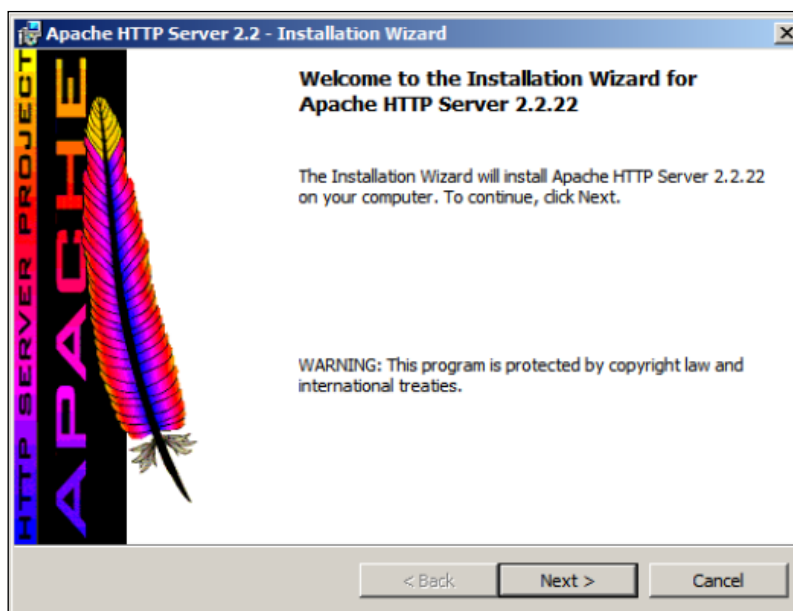 Apache HTTP Server 2.2 - Installation Wizard
HTTP SERVER PROJECT
APACHE
Welcome to the Installation Wizard for
Apache HTTP Server 2.2.22
The Installation Wizard will install Apache HTTP Server 2.2.22
on your computer. To continue, click Next.
WARNING: This program is protected by copyright law and
international treaties.
< Back
Next >
Cancel